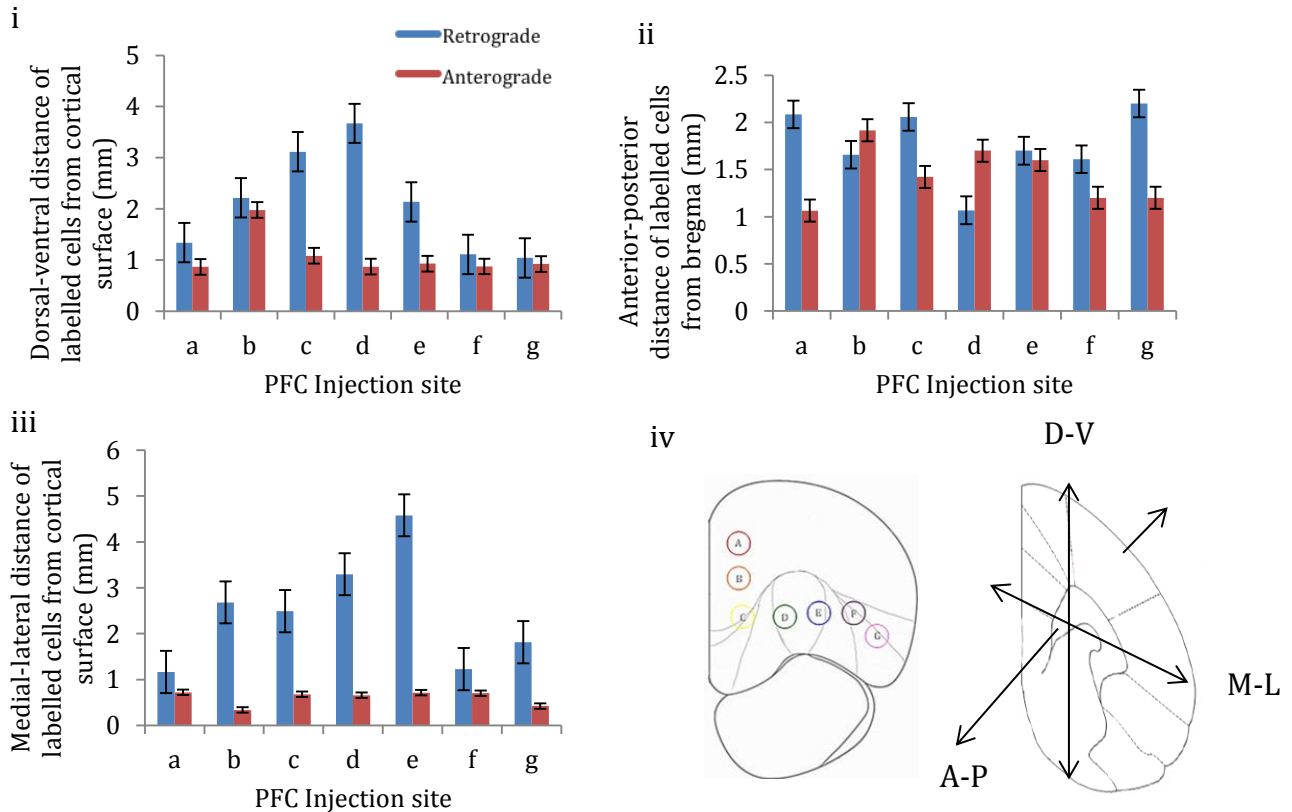 i
Retrograde
Anterograde
Dorsal-ventral distance of
labelled cells from cortical
surface (mm)
5
4
3
2
1
0
a b c d e f g
PFC Injection site
ii
Anterior-posterior
distance of labelled cells
from bregma (mm)
2.5
2
1.5
1
0.5
0
a b c d e f g
PFC Injection site
iii
Medial-lateral distance of
labelled cells from cortical
surface (mm)
6
5
4
3
2
1
0
a b c d e f g
PFC Injection site
iv
A
B
C
D
E
F
G
D-V
M-L
A-P